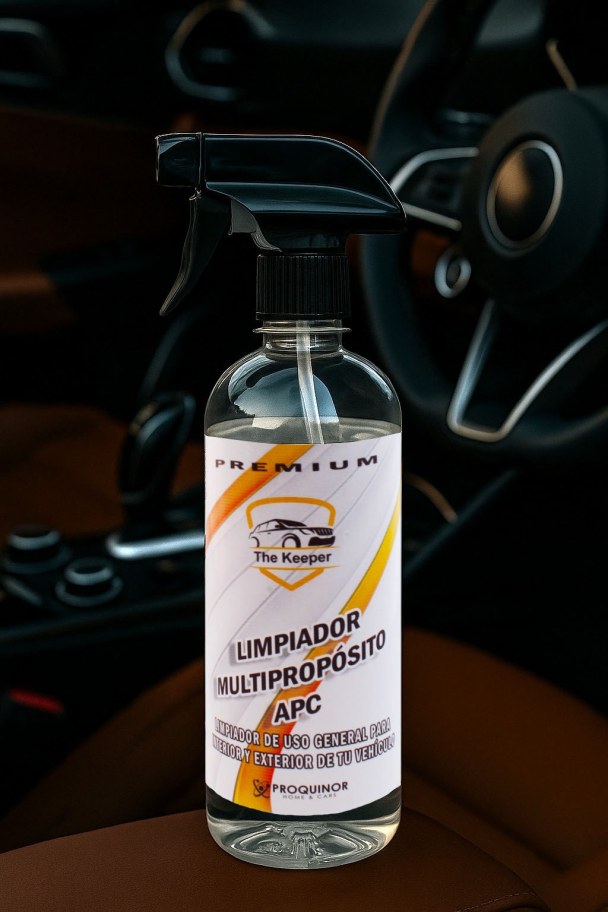 PREMIUM
The Keeper
LIMPIADOR
MULTIPROPÓSITO
APC
LIMPIADOR DE USO GENERAL PARA
INTERIOR Y EXTERIOR DE TU VEHÍCULO
PROQUINOR
HOME & CARS